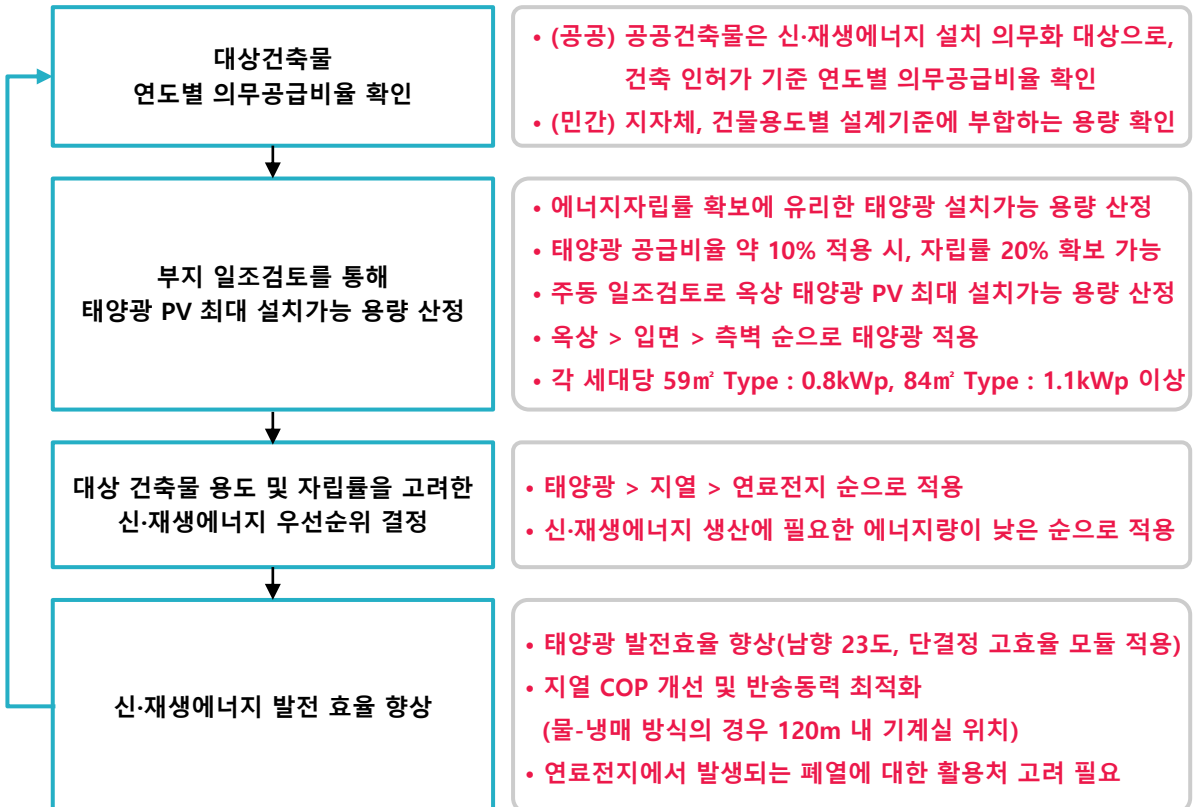 대상건축물
연도별 의무공급비율 확인
• (공공) 공공건축물은 신·재생에너지 설치 의무화 대상으로,
건축 인허가 기준 연도별 의무공급비율 확인
• (민간) 지자체, 건물용도별 설계기준에 부합하는 용량 확인
부지 일조검토를 통해
태양광 PV 최대 설치가능 용량 산정
• 에너지자립률 확보에 유리한 태양광 설치가능 용량 산정
• 태양광 공급비율 약 10% 적용 시, 자립률 20% 확보 가능
• 주동 일조검토로 옥상 태양광 PV 최대 설치가능 용량 산정
• 옥상 > 입면 > 측벽 순으로 태양광 적용
• 각 세대당 59㎡ Type : 0.8kWp, 84㎡ Type : 1.1kWp 이상
대상 건축물 용도 및 자립률을 고려한
신·재생에너지 우선순위 결정
• 태양광 > 지열 > 연료전지 순으로 적용
• 신·재생에너지 생산에 필요한 에너지량이 낮은 순으로 적용
신·재생에너지 발전 효율 향상
• 태양광 발전효율 향상(남향 23도, 단결정 고효율 모듈 적용)
• 지열 COP 개선 및 반송동력 최적화
(물-냉매 방식의 경우 120m 내 기계실 위치)
• 연료전지에서 발생되는 폐열에 대한 활용처 고려 필요